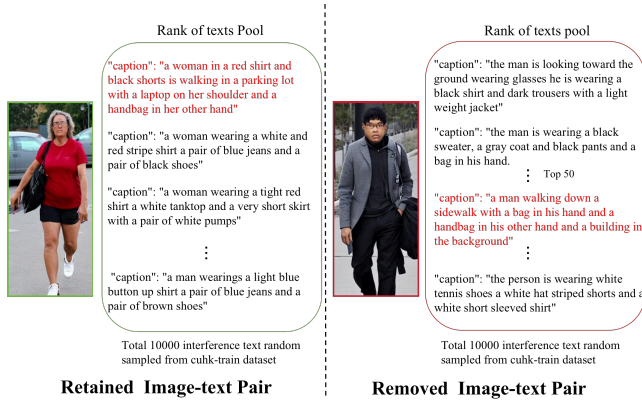 Rank of texts Pool
"caption": "a woman in a red shirt and
black shorts is walking in a parking lot
with a laptop on her shoulder and a
handbag in her other hand"
"caption": "a woman wearing a white and
red stripe shirt a pair of blue jeans and a
pair of black shoes"
"caption": "a woman wearing a tight red
shirt a white tanktop and a very short skirt
with a pair of white pumps"
"caption": "a man wearings a light blue
button up shirt a pair of blue jeans and a
pair of brown shoes"
Total 10000 interference text random
sampled from cuhk-train dataset
Retained Image-text Pair
Rank of texts pool
"caption": "the man is looking toward the
ground wearing glasses he is wearing a
black shirt and dark trousers with a light
weight jacket"
"caption": "the man is wearing a black
sweater, a gray coat and black pants and a
bag in his hand.
Top 50
"caption": "a man walking down a
sidewalk with a bag in his hand and a
handbag in his other hand and a building in
the background"
"caption": "the person is wearing white
tennis shoes a white hat striped shorts and a
white short sleeved shirt"
Total 10000 interference text random
sampled from cuhk-train dataset
Removed Image-text Pair